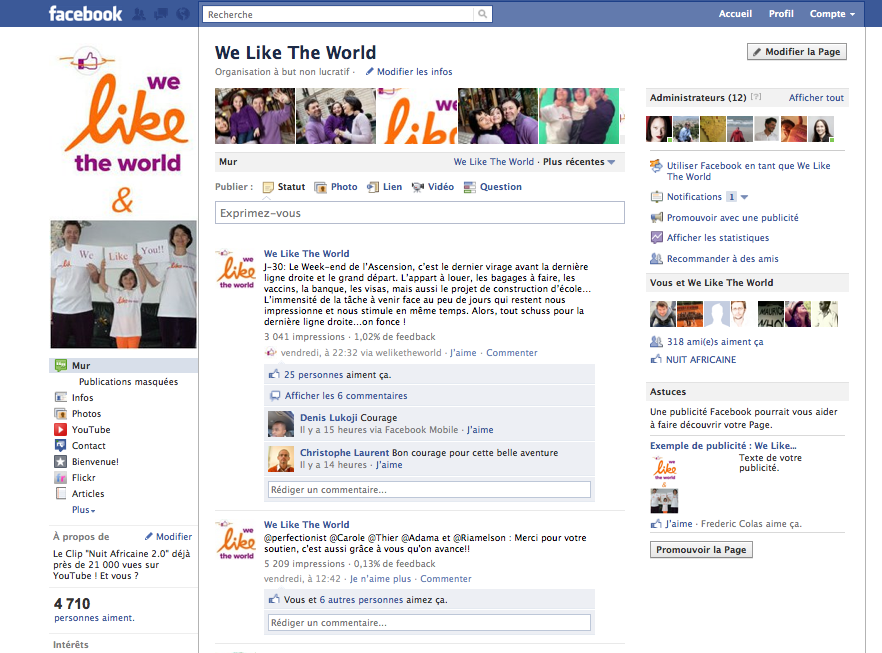 facebook
Recherche
Accueil Profil Compte
we
like
the world
&
We Like You!!
We Like The World
Organisation à but non lucratif · Modifier les infos
Modifier la Page
we
like
Mur
We Like The World · Plus récentes
Publier : Statut Photo Lien Vidéo Question
Exprimez-vous
like
the world
We Like The World
J-30: Le Week-end de l'Ascension, c'est le dernier virage avant la dernière
ligne droite et le grand départ. L'appart à louer, les bagages à faire, les
vaccins, la banque, les visas, mais aussi le projet de construction d'école...
L'immensité de la tâche à venir face au peu de jours qui restent nous
impressionne et nous stimule en même temps. Alors, tout schuss pour la
dernière ligne droite...on fonce !
3 041 impressions · 1,02% de feedback
vendredi, à 22:32 via weliketheworld · J'aime · Commenter
25 personnes aiment ça.
Afficher les 6 commentaires
Denis Lukoji Courage
Il y a 15 heures via Facebook Mobile · J'aime
Christophe Laurent Bon courage pour cette belle aventure
Il y a 14 heures · J'aime
Rédiger un commentaire...
like
the world
We Like The World
@perfectionist @Carole @Thier @Adama et @Riamelson : Merci pour votre
soutien, c'est aussi grâce à vous qu'on avance!!
5 209 impressions · 0,13% de feedback
vendredi, à 12:42 · Je n'aime plus · Commenter
Vous et 6 autres personnes aimez ça.
Rédiger un commentaire...
Mur
Publications masquées
Infos
Photos
YouTube
Contact
Bienvenue!
Flickr
Articles
Plus
À propos de Modifier
Le Clip "Nuit Africaine 2.0" déjà
près de 21 000 vues sur
YouTube ! Et vous ?
4 710
personnes aiment.
Intérêts
Administrateurs (12) [?] Afficher tout
Utiliser Facebook en tant que We Like
The World
Notifications 1
Promouvoir avec une publicité
Afficher les statistiques
Recommander à des amis
Vous et We Like The World
318 ami(e)s aiment ça
NUIT AFRICAINE
Astuces
Une publicité Facebook pourrait vous aider
à faire découvrir votre Page.
Exemple de publicité : We Like...
like
the world
&
Texte de votre
publicité.
J'aime · Frederic Colas aime ça.
Promouvoir la Page